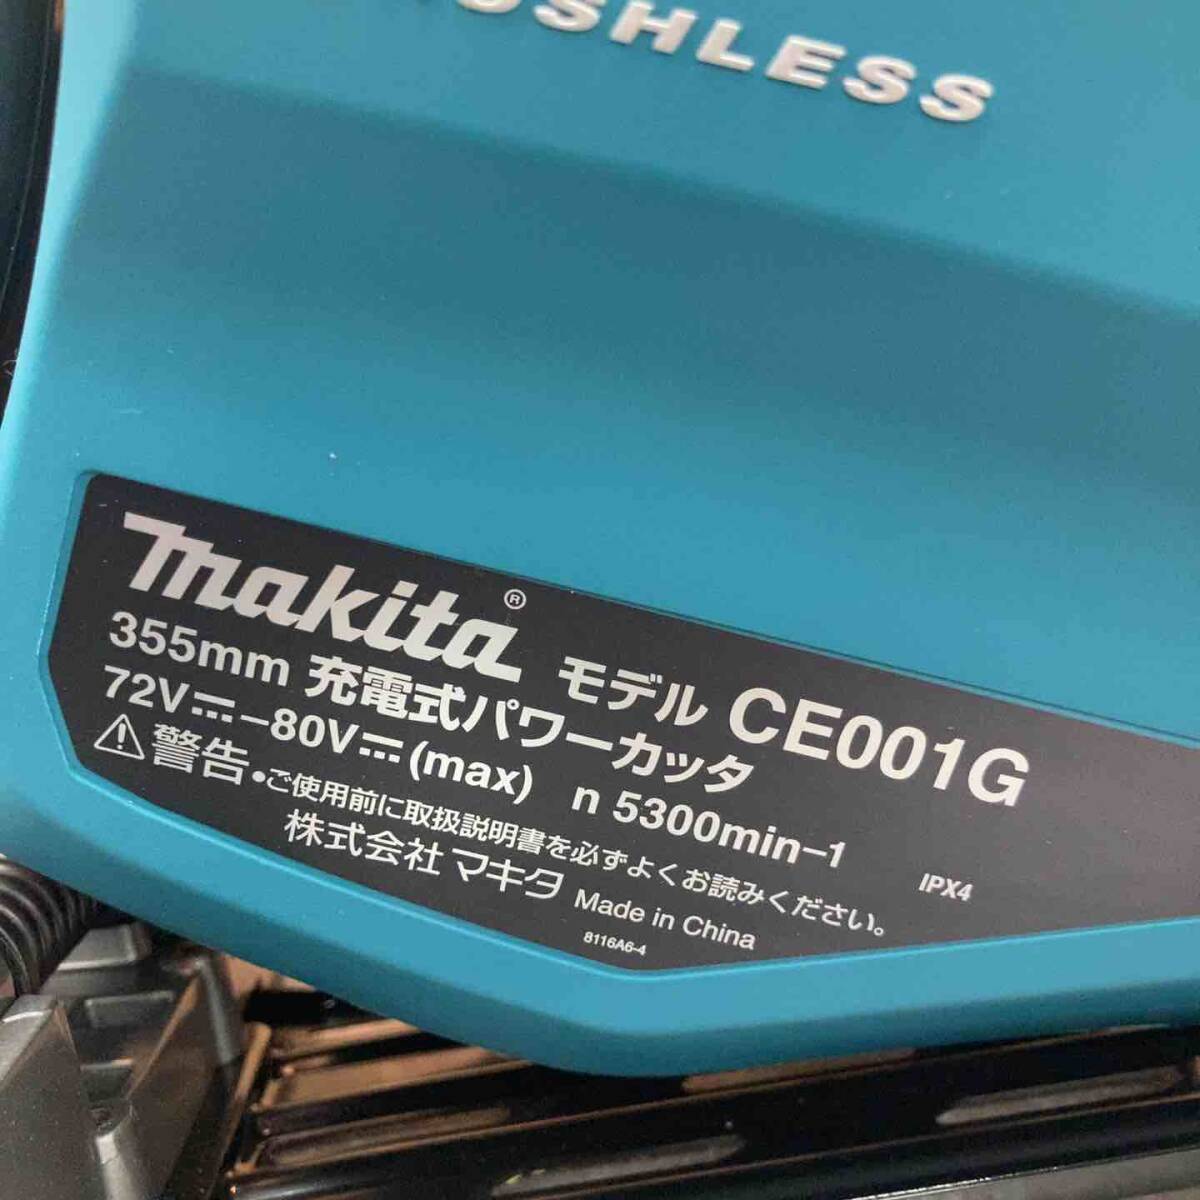 makita® モデル CE001G
355mm 充電式パワーカッタ
72V⎓-80V⎓(max) n 5300min-1
⚠警告 •ご使用前に取扱説明書を必ずよくお読みください。
IPX4
株式会社 マキタ Made in China
8116A6-4